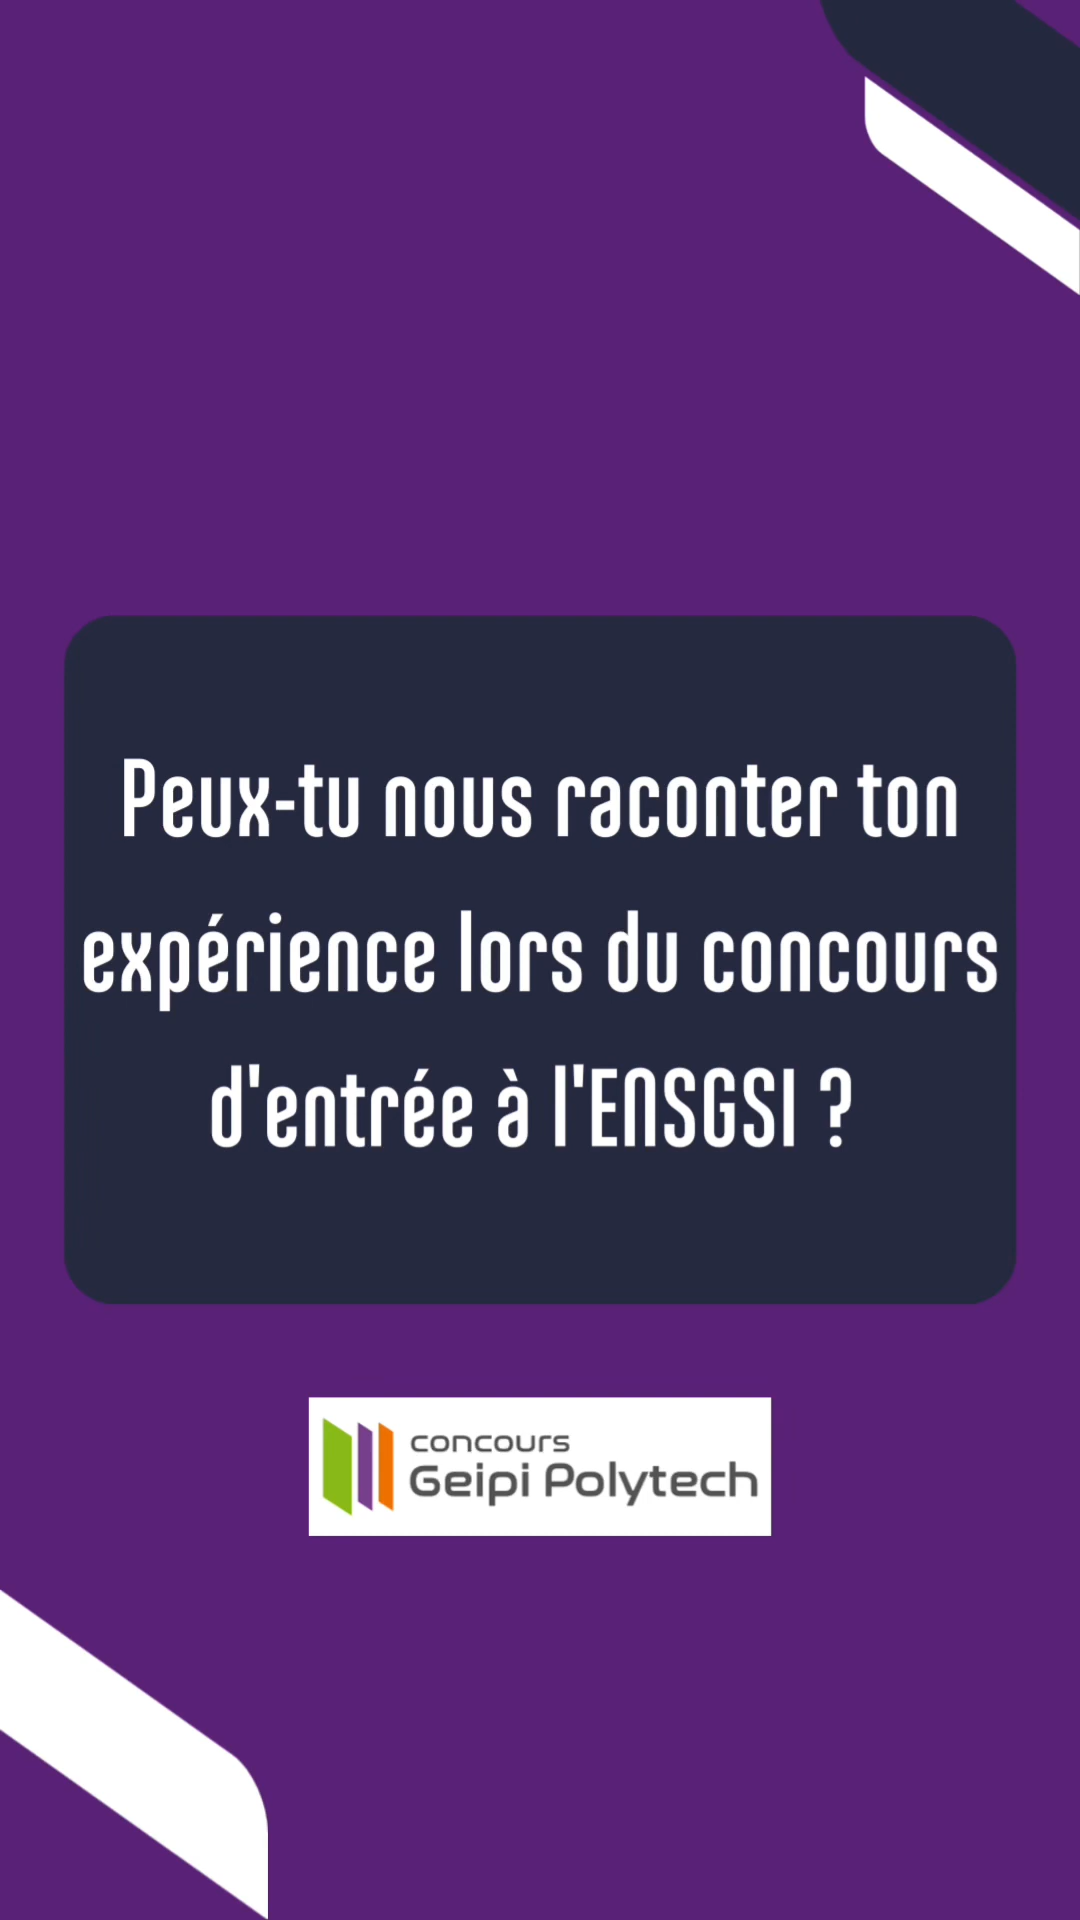 Peux-tu nous raconter ton
expérience lors du concours
d'entrée à l'ENSGSI ?
concours
Geipi Polytech